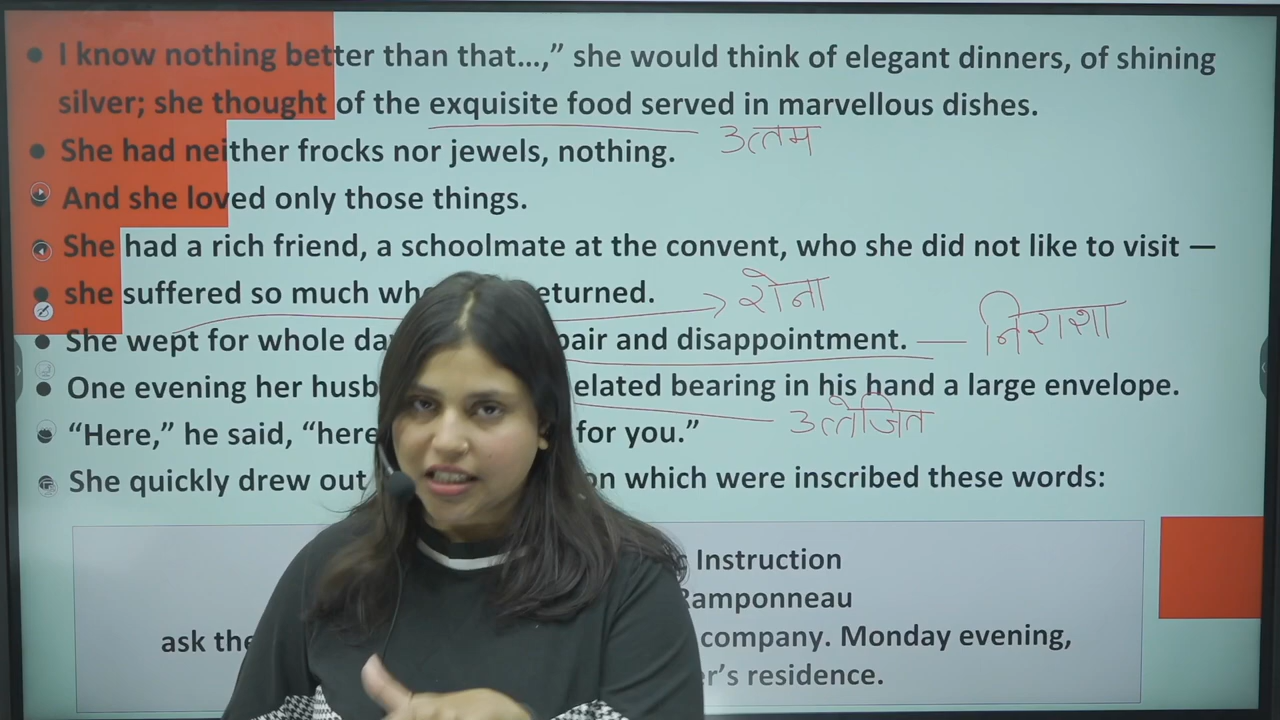 I know nothing better than that...,” she would think of elegant dinners, of shining
silver; she thought of the exquisite food served in marvellous dishes.
उत्तम
She had neither frocks nor jewels, nothing.
And she loved only those things.
She had a rich friend, a schoolmate at the convent, who she did not like to visit —
she suffered so much eturned.
रोना
She wept for whole pair and disappointment.
निराशा
One evening her elated bearing in his hand a large envelope.
उत्तेजित
“Here,” he said, “here for you.”
She quickly drew out on which were inscribed these words:
Instruction
Ramponneau
ask company. Monday evening,
r’s residence.